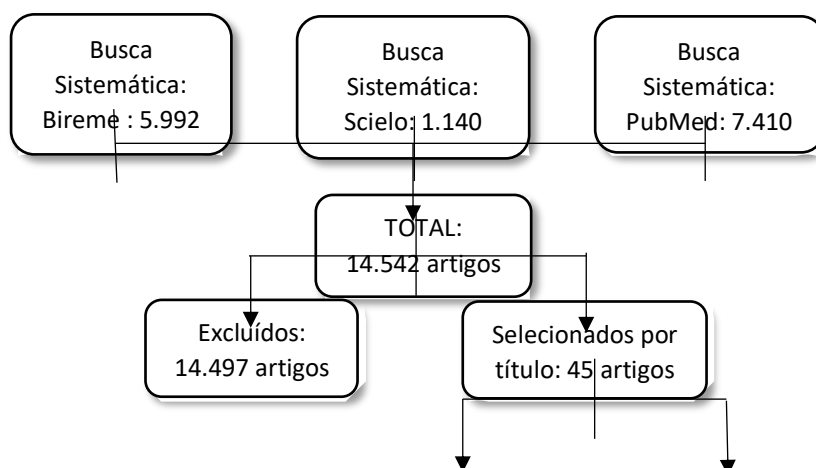 Busca
Sistemática:
Bireme : 5.992
Busca
Sistemática:
Scielo: 1.140
Busca
Sistemática:
PubMed: 7.410
TOTAL:
14.542 artigos
Excluídos:
14.497 artigos
Selecionados por
título: 45 artigos